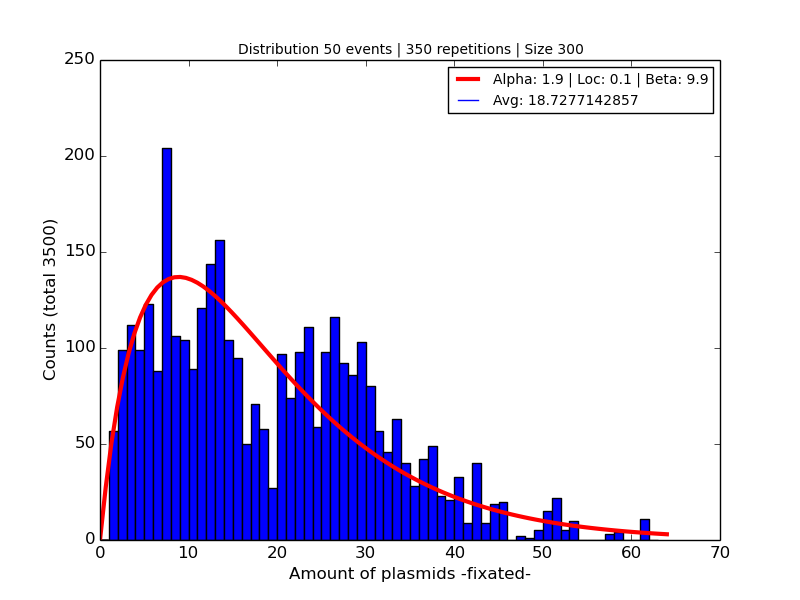 Distribution 50 events | 350 repetitions | Size 300
Alpha: 1.9 | Loc: 0.1 | Beta: 9.9
Avg: 18.7277142857
250
200
150
100
50
0
Counts (total 3500)
0 10 20 30 40 50 60 70
Amount of plasmids -fixated-